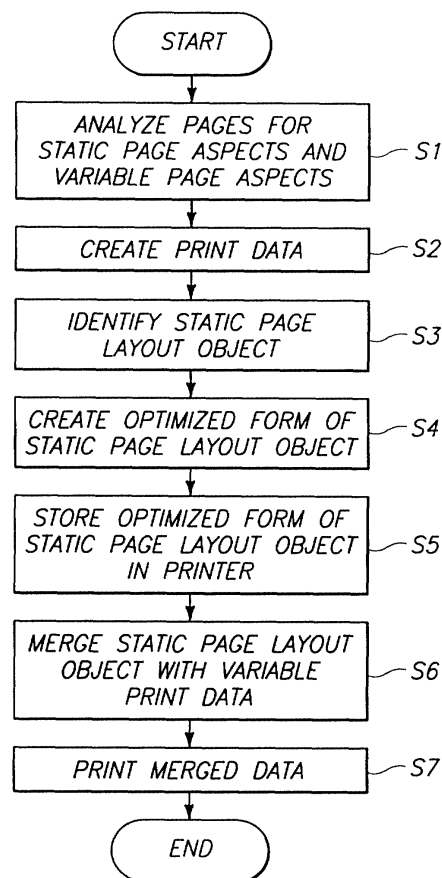 START
ANALYZE PAGES FOR
STATIC PAGE ASPECTS AND
VARIABLE PAGE ASPECTS
S1
CREATE PRINT DATA
S2
IDENTIFY STATIC PAGE
LAYOUT OBJECT
S3
CREATE OPTIMIZED FORM OF
STATIC PAGE LAYOUT OBJECT
S4
STORE OPTIMIZED FORM OF
STATIC PAGE LAYOUT OBJECT
IN PRINTER
S5
MERGE STATIC PAGE LAYOUT
OBJECT WITH VARIABLE
PRINT DATA
S6
PRINT MERGED DATA
S7
END